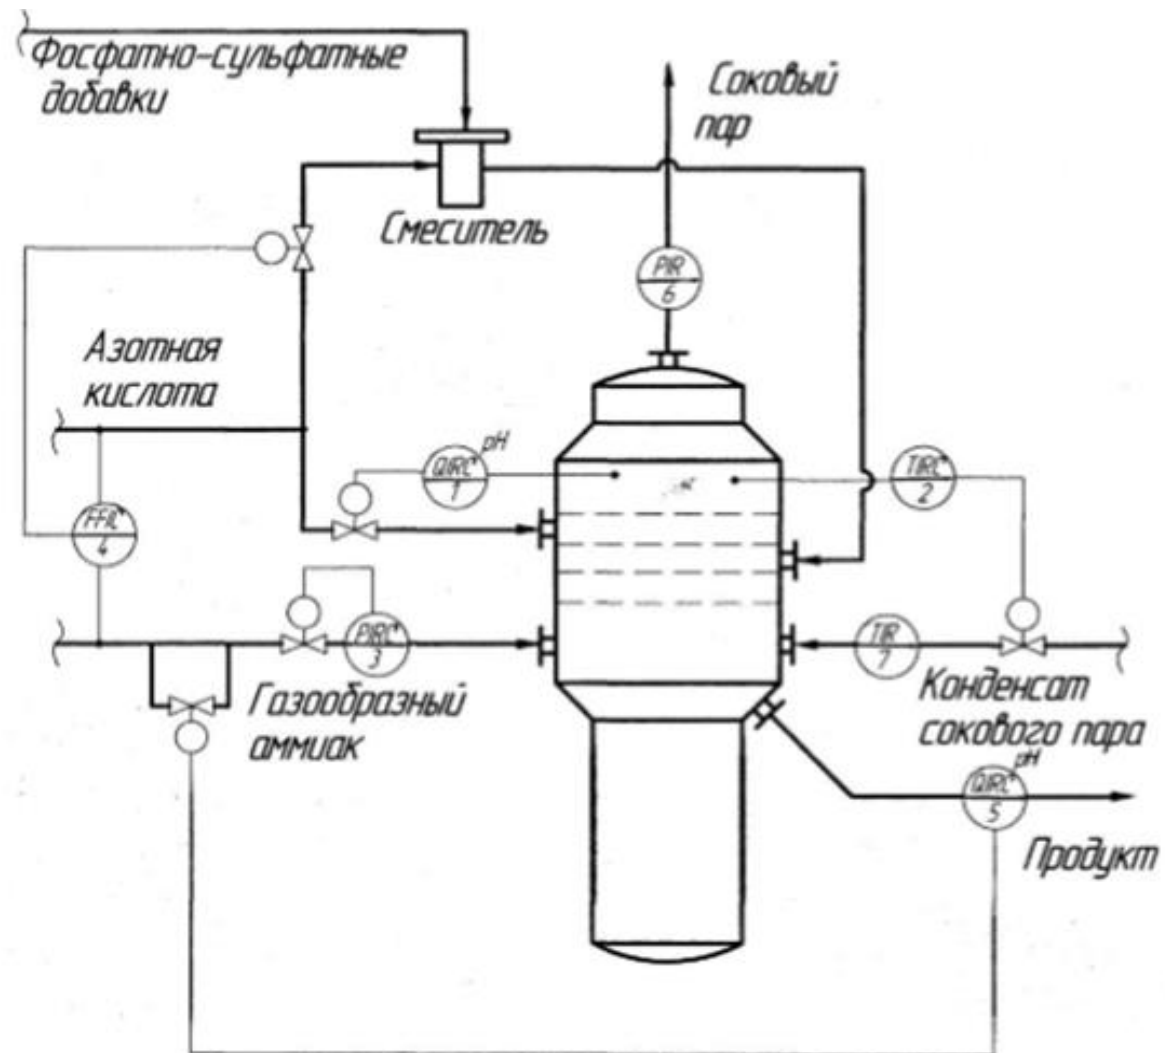 Фосфатно-сульфатные
добавки
Соковый
пар
Смеситель
PIR
6
Азотная
кислота
QIRC
pH
1
TIRC
2
FFIC
4
PIRC
3
TIR
7
Газообразный
аммиак
Конденсат
сокового пара
QIRC
pH
5
Продукт